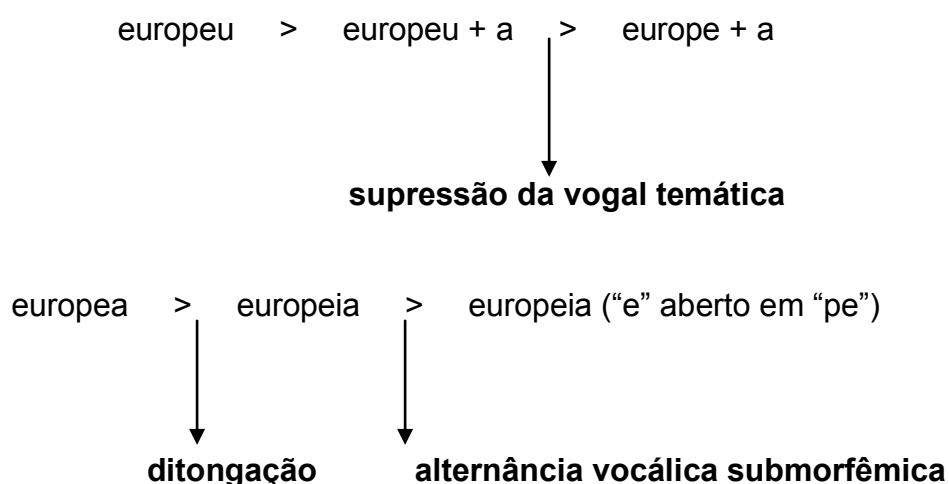 europeu > europeu + a > europe + a
supressão da vogal temática
europea > europeia > europeia (“e” aberto em “pe”)
ditongação alternância vocálica submorfêmica